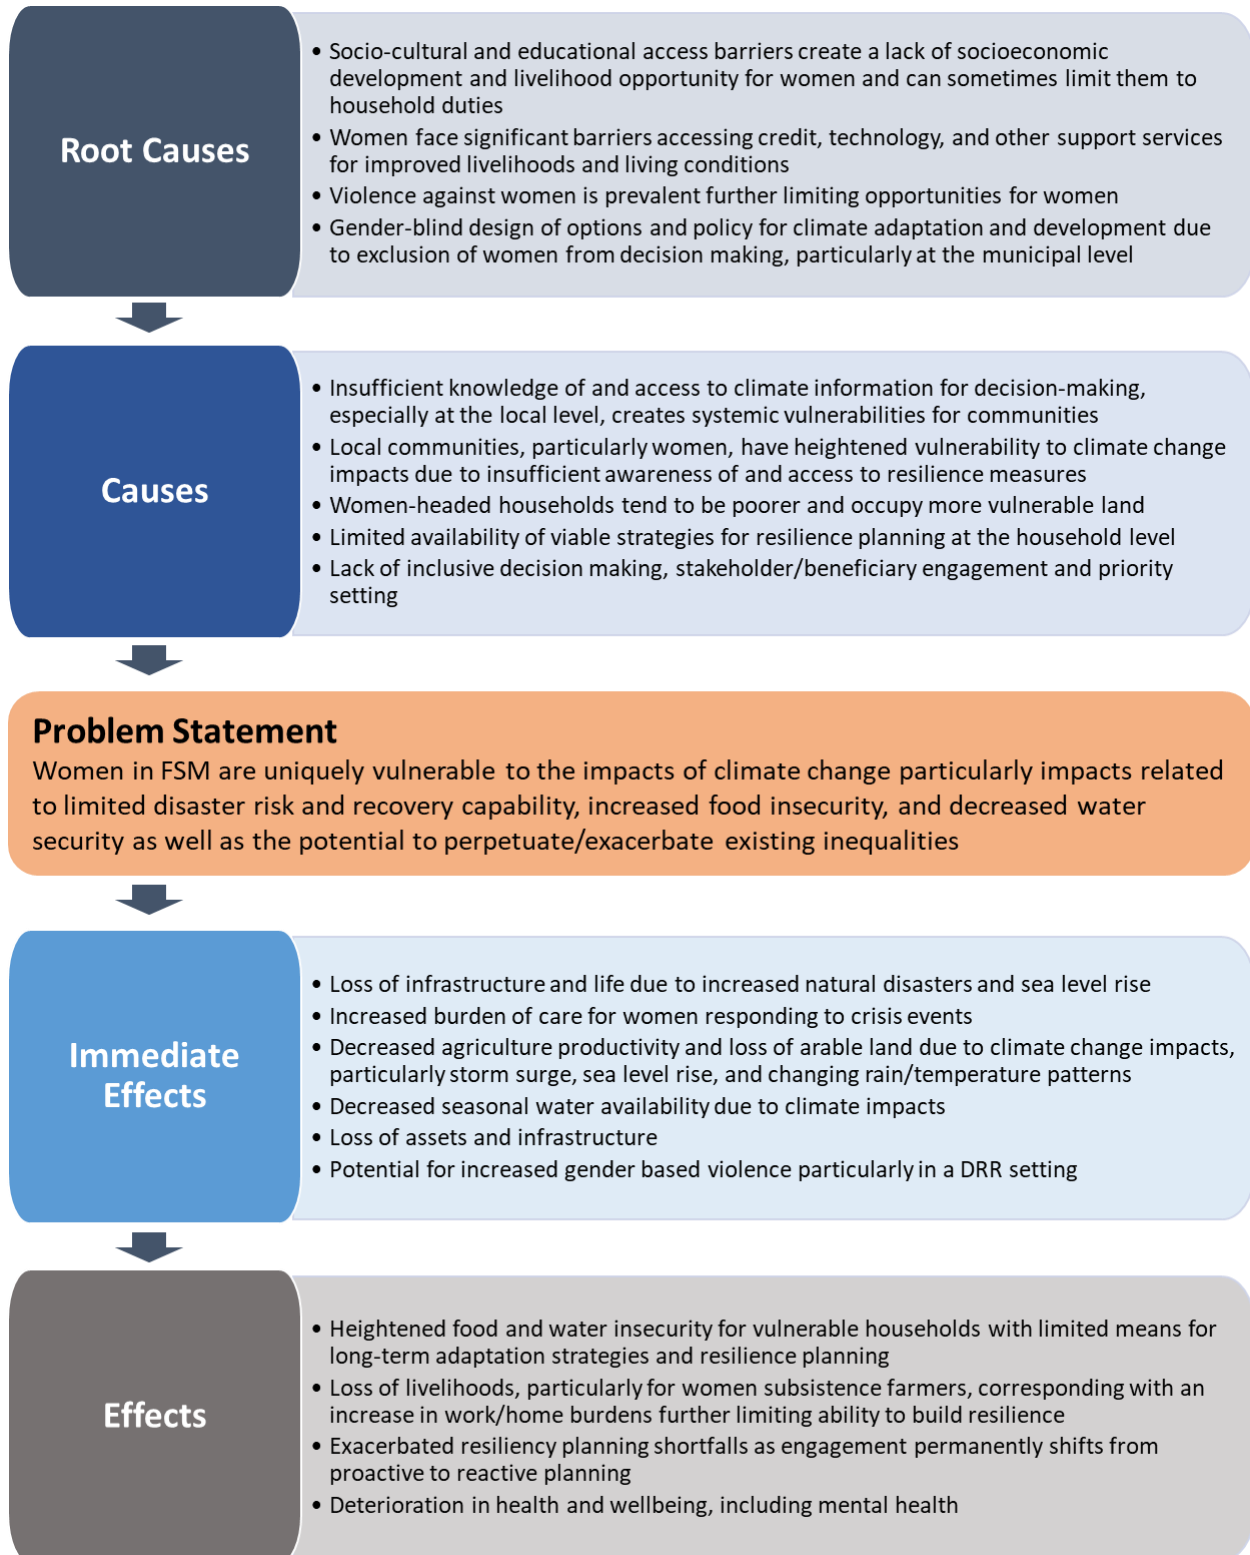 Root Causes
• Socio-cultural and educational access barriers create a lack of socioeconomic
development and livelihood opportunity for women and can sometimes limit them to
household duties
• Women face significant barriers accessing credit, technology, and other support services
for improved livelihoods and living conditions
• Violence against women is prevalent further limiting opportunities for women
• Gender-blind design of options and policy for climate adaptation and development due
to exclusion of women from decision making, particularly at the municipal level
Causes
• Insufficient knowledge of and access to climate information for decision-making,
especially at the local level, creates systemic vulnerabilities for communities
• Local communities, particularly women, have heightened vulnerability to climate change
impacts due to insufficient awareness of and access to resilience measures
• Women-headed households tend to be poorer and occupy more vulnerable land
• Limited availability of viable strategies for resilience planning at the household level
• Lack of inclusive decision making, stakeholder/beneficiary engagement and priority
setting
Problem Statement
Women in FSM are uniquely vulnerable to the impacts of climate change particularly impacts related
to limited disaster risk and recovery capability, increased food insecurity, and decreased water
security as well as the potential to perpetuate/exacerbate existing inequalities
Immediate
Effects
• Loss of infrastructure and life due to increased natural disasters and sea level rise
• Increased burden of care for women responding to crisis events
• Decreased agriculture productivity and loss of arable land due to climate change impacts,
particularly storm surge, sea level rise, and changing rain/temperature patterns
• Decreased seasonal water availability due to climate impacts
• Loss of assets and infrastructure
• Potential for increased gender based violence particularly in a DRR setting
Effects
• Heightened food and water insecurity for vulnerable households with limited means for
long-term adaptation strategies and resilience planning
• Loss of livelihoods, particularly for women subsistence farmers, corresponding with an
increase in work/home burdens further limiting ability to build resilience
• Exacerbated resiliency planning shortfalls as engagement permanently shifts from
proactive to reactive planning
• Deterioration in health and wellbeing, including mental health